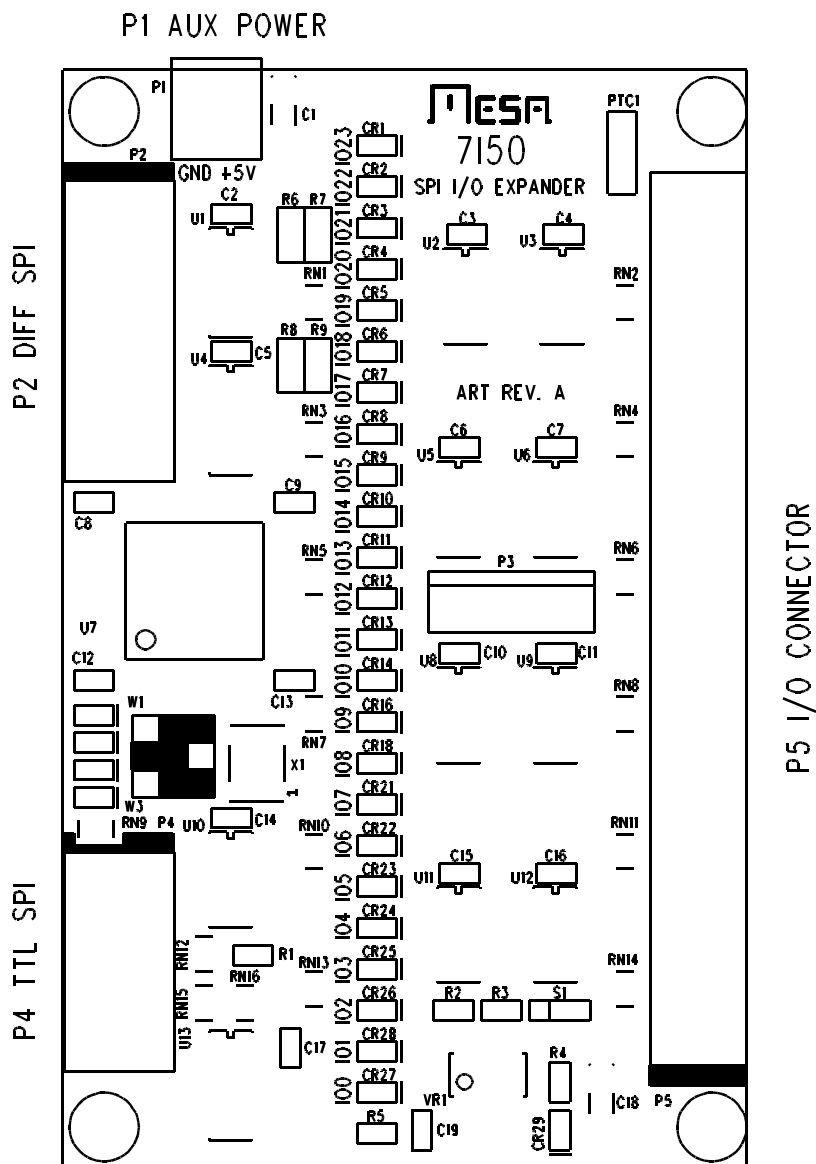 P1 AUX POWER
P1
C1
MESA
7I50
SPI I/O EXPANDER
PTC1
P2
GND +5V
C2
U1
R6 R7
RN1
P2 DIFF SPI
U4
C5
R8 R9
RN3
C8
C9
RN5
U7
C12
C13
W1
W3
X1
1
RN7
RN9
P4
U10
C14
RN10
P4 TTL SPI
RN12
R1
RN13
RN16
RN15
U13
C17
IO23
CR1
IO22
CR2
IO21
CR3
IO20
CR4
IO19
CR5
IO18
CR6
IO17
CR7
IO16
CR8
IO15
CR9
IO14
CR10
IO13
CR11
IO12
CR12
IO11
CR13
IO10
CR14
IO9
CR16
IO8
CR18
IO7
CR21
IO6
CR22
IO5
CR23
IO4
CR24
IO3
CR25
IO2
CR26
IO1
CR28
IO0
CR27
R5
C3
U2
C4
U3
RN2
ART REV. A
RN4
C6
U5
C7
U6
RN6
P3
U8
C10
U9
C11
RN8
RN11
U11
C15
U12
C16
RN14
R2
R3
S1
VR1
C19
R4
CR29
C18
P5
P5 I/O CONNECTOR